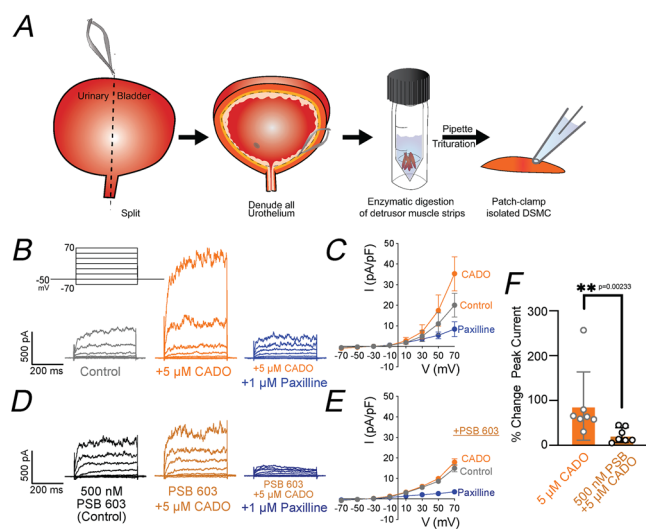 A
Urinary Bladder
Split
Denude all
Urothelium
Enzymatic digestion
of detrusor muscle strips
Pipette
Trituration
Patch-clamp
isolated DSMC
B
70
-50
mV
-70
500 pA
200 ms
Control
+5 µM CADO
+5 µM CADO
+1 µM Paxilline
C
I (pA/pF)
50
40
30
20
10
0
-70 -50 -30 -10 10 30 50 70
V (mV)
CADO
Control
Paxilline
D
500 pA
200 ms
500 nM
PSB 603
(Control)
PSB 603
+5 µM CADO
PSB 603
+5 µM CADO
+1 µM Paxilline
E
I (pA/pF)
50
40
30
20
10
0
-70 -50 -30 -10 10 30 50 70
V (mV)
+PSB 603
CADO
Control
Paxilline
F
** p=0.00233
% Change Peak Current
300
200
100
0
5 µM CADO
500 nM PSB
+5 µM CADO